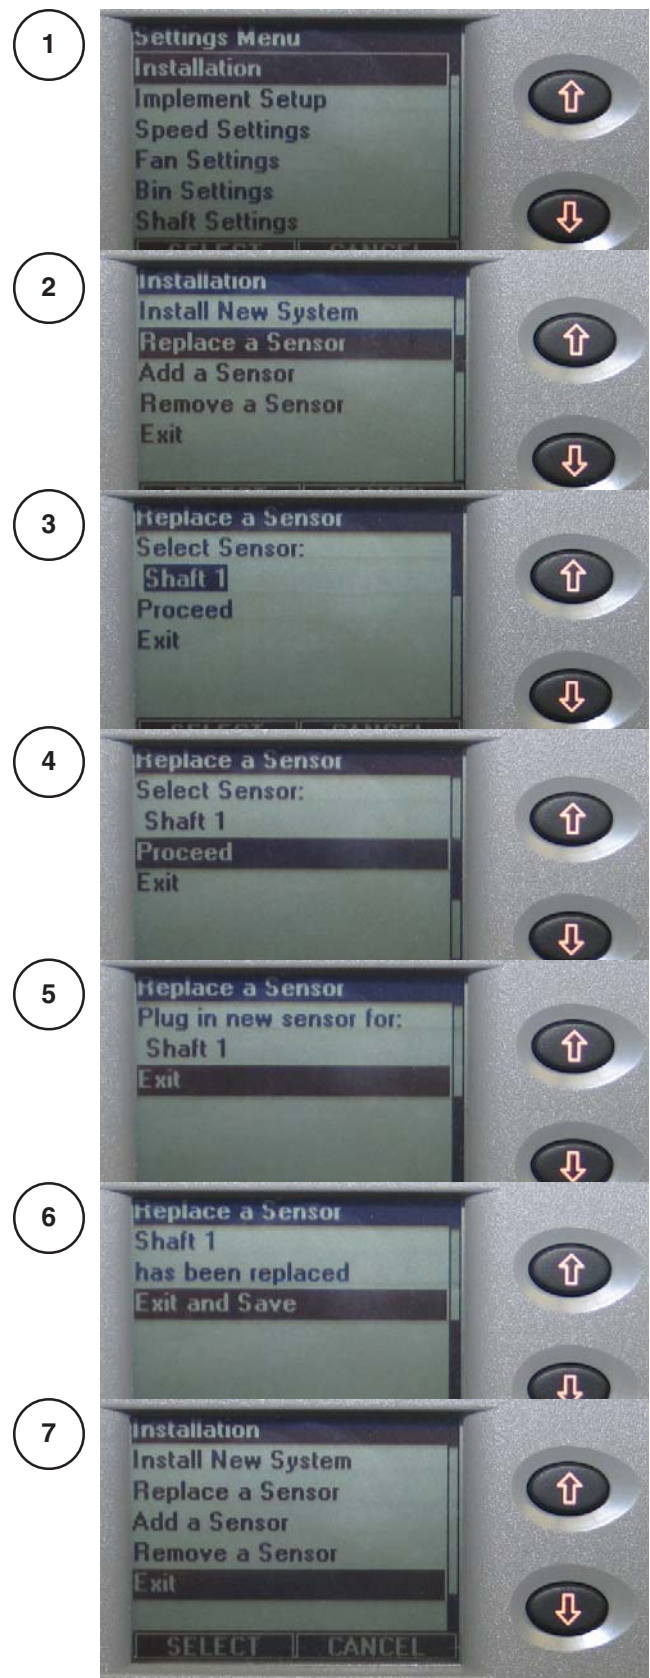 1
Settings Menu
Installation
Implement Setup
Speed Settings
Fan Settings
Bin Settings
Shaft Settings
SELECT CANCEL
2
Installation
Install New System
Replace a Sensor
Add a Sensor
Remove a Sensor
Exit
3
Replace a Sensor
Select Sensor:
Shaft 1
Proceed
Exit
SELECT CANCEL
4
Replace a Sensor
Select Sensor:
Shaft 1
Proceed
Exit
5
Replace a Sensor
Plug in new sensor for:
Shaft 1
Exit
6
Replace a Sensor
Shaft 1
has been replaced
Exit and Save
7
Installation
Install New System
Replace a Sensor
Add a Sensor
Remove a Sensor
Exit
SELECT CANCEL